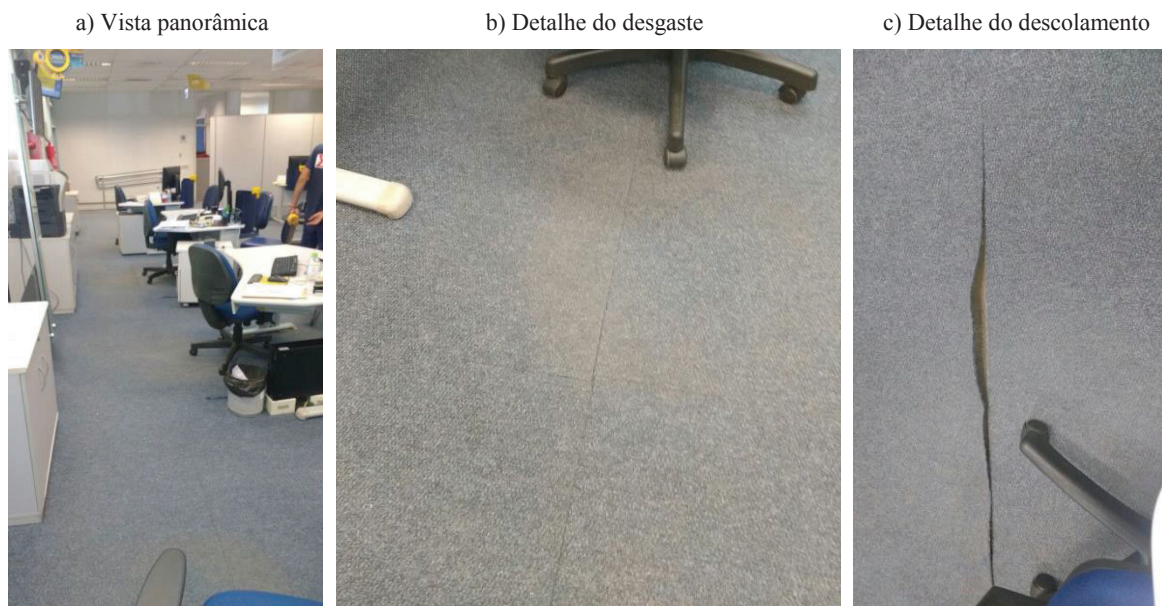 a) Vista panorâmica
b) Detalhe do desgaste
c) Detalhe do descolamento